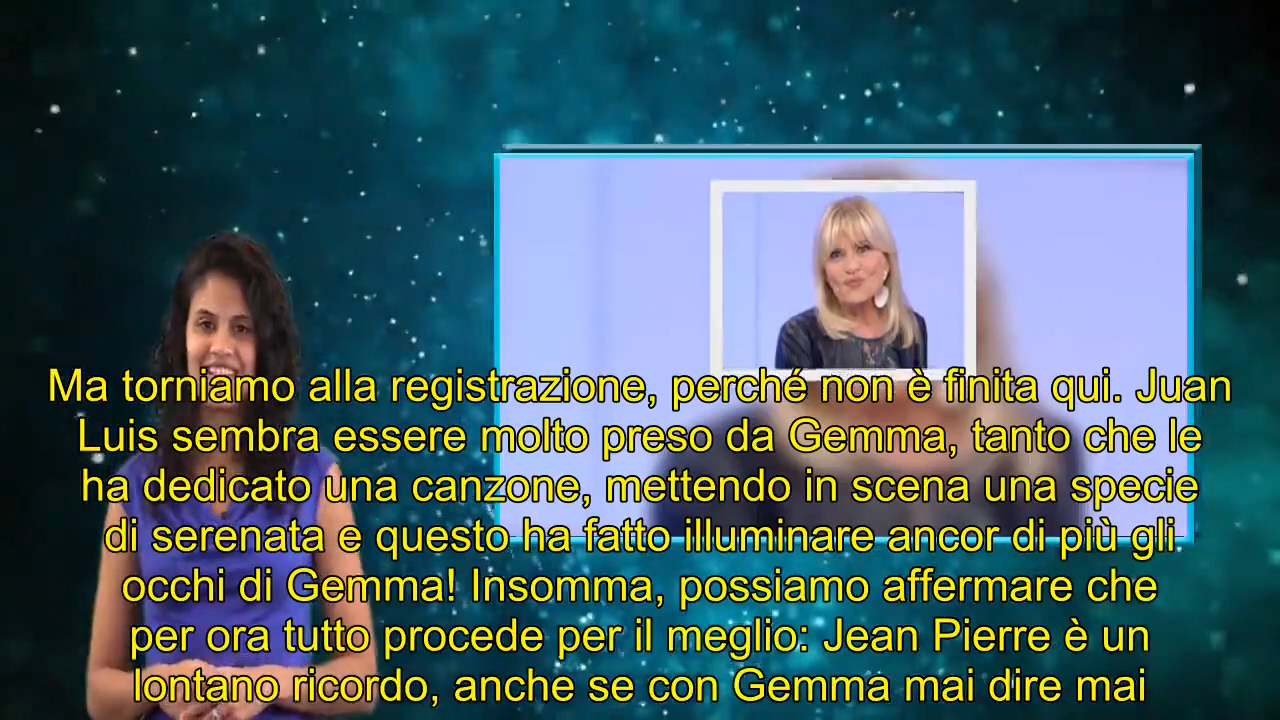 Ma torniamo alla registrazione, perché non è finita qui. Juan
Luis sembra essere molto preso da Gemma, tanto che le
ha dedicato una canzone, mettendo in scena una specie
di serenata e questo ha fatto illuminare ancor di più gli
occhi di Gemma! Insomma, possiamo affermare che
per ora tutto procede per il meglio: Jean Pierre è un
lontano ricordo, anche se con Gemma mai dire mai